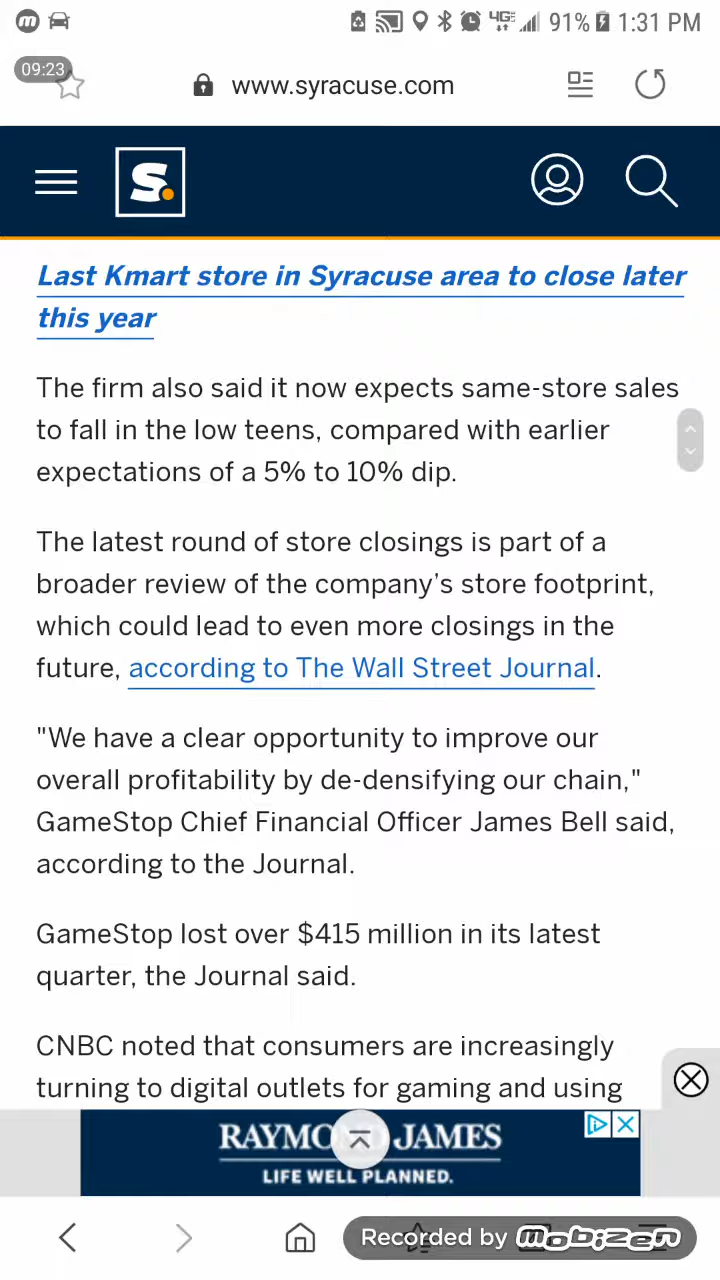 4GE 91% 1:31 PM
09:23
www.syracuse.com
S.
Last Kmart store in Syracuse area to close later
this year
The firm also said it now expects same-store sales
to fall in the low teens, compared with earlier
expectations of a 5% to 10% dip.
The latest round of store closings is part of a
broader review of the company’s store footprint,
which could lead to even more closings in the
future, according to The Wall Street Journal.
"We have a clear opportunity to improve our
overall profitability by de-densifying our chain,"
GameStop Chief Financial Officer James Bell said,
according to the Journal.
GameStop lost over $415 million in its latest
quarter, the Journal said.
CNBC noted that consumers are increasingly
turning to digital outlets for gaming and using
RAYMOND JAMES
LIFE WELL PLANNED.
Recorded by Mobizen